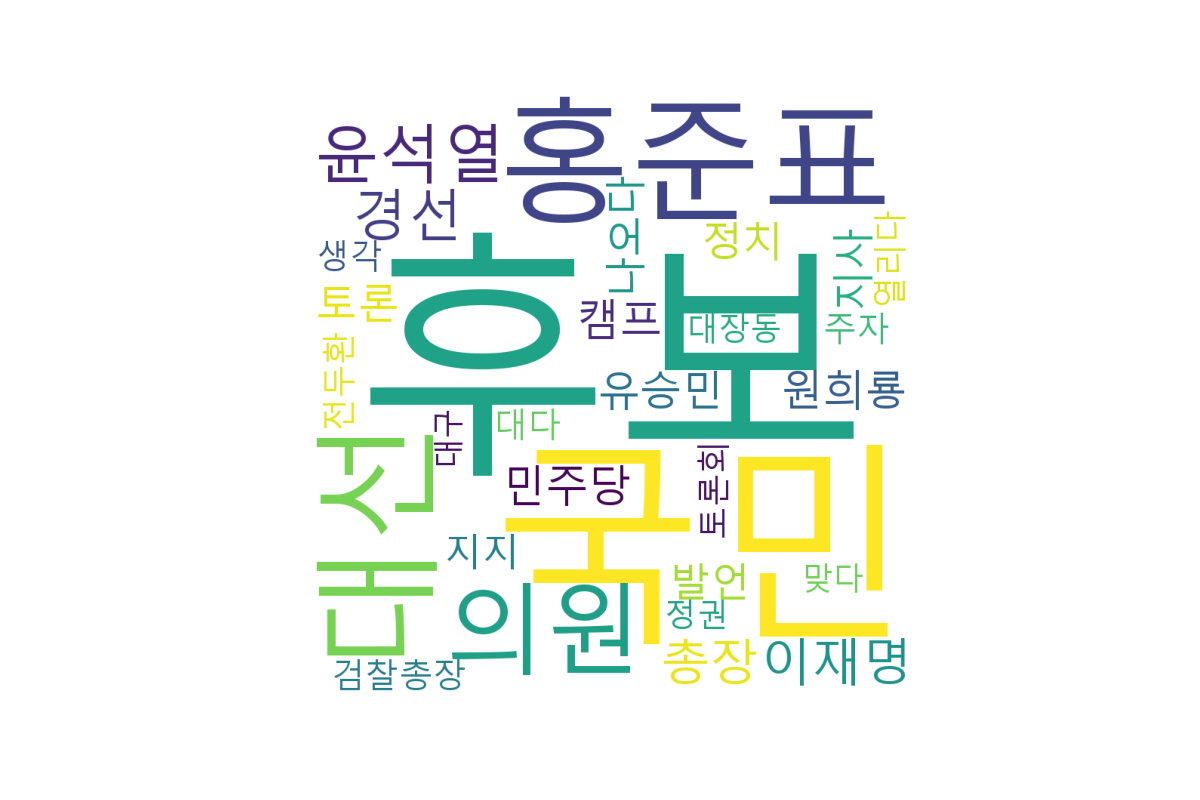 홍준표
윤석열
경선
나오다
정치
지사
열리다
생각
후보
토론
캠프
대장동
주자
전두환
유승민
원희룡
대구
대다
대선
국민
민주당
토론회
지지
발언
맞다
의원
정권
총장
이재명
검찰총장